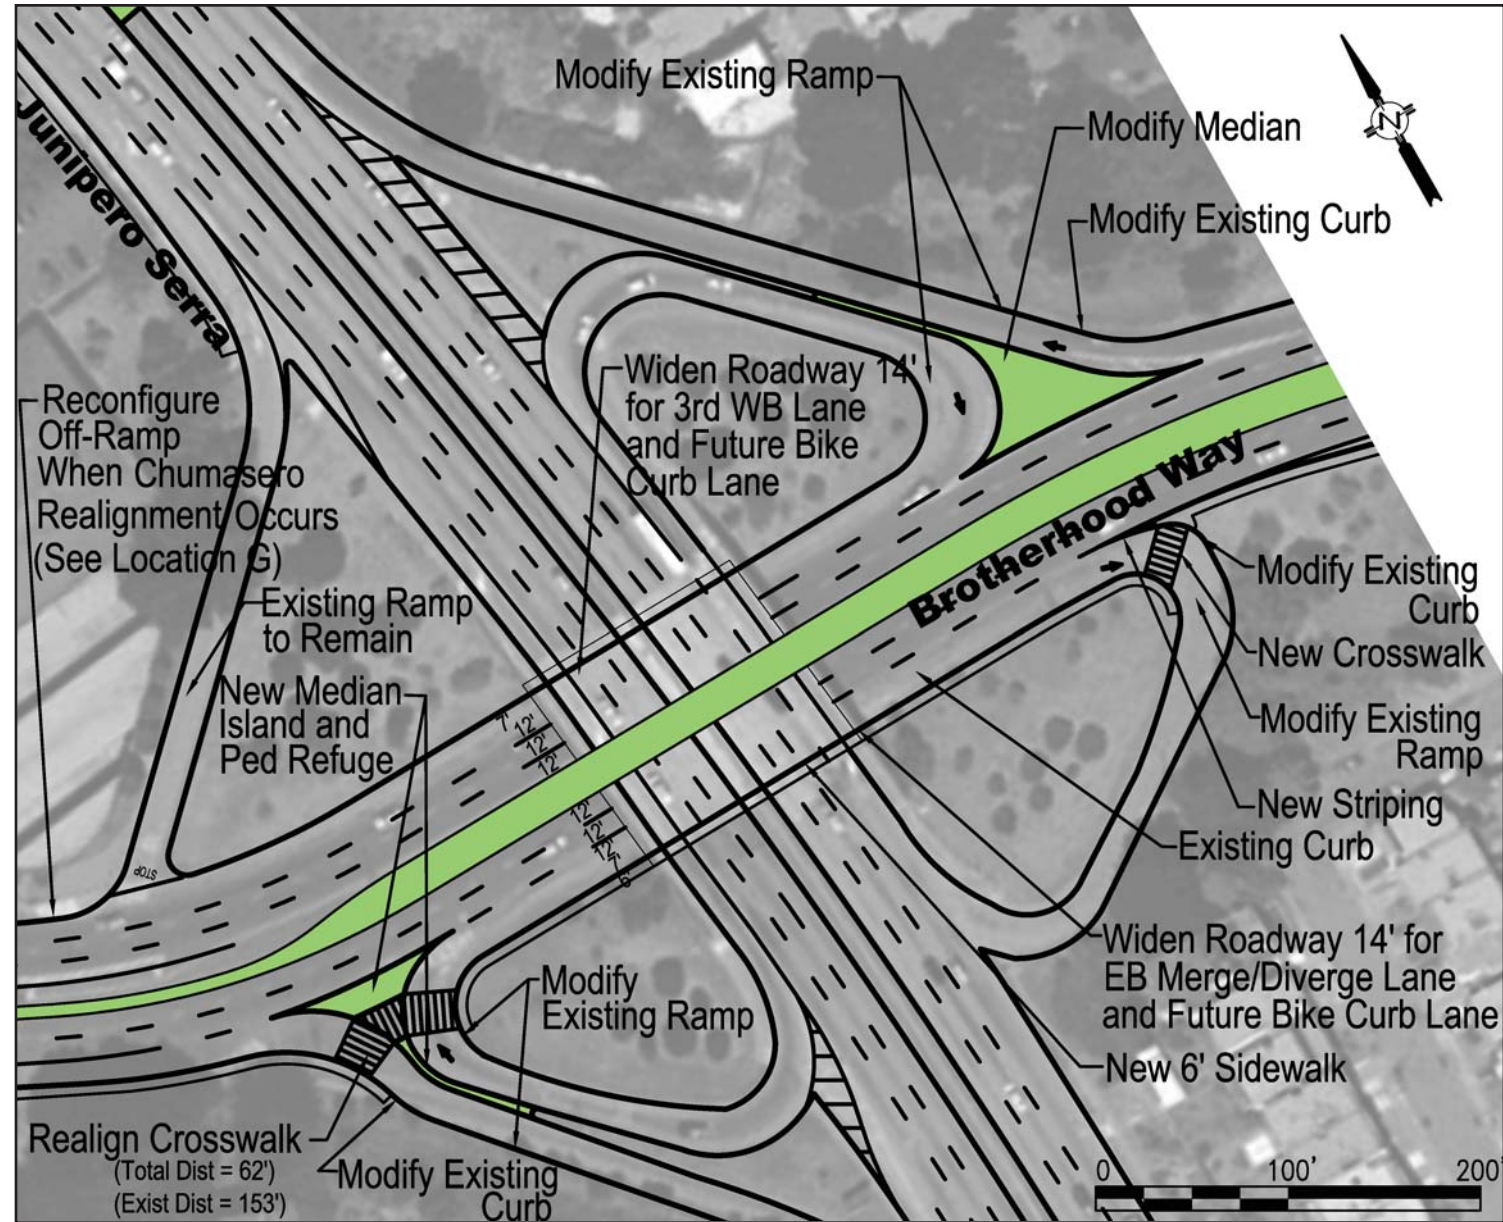 Modify Existing Ramp
Modify Median
N
Modify Existing Curb
Junipero Serra
Widen Roadway 14'
for 3rd WB Lane
and Future Bike
Curb Lane
Reconfigure
Off-Ramp
When Chumasero
Realignment Occurs
(See Location G)
Brotherhood Way
Existing Ramp
to Remain
Modify Existing
Curb
New Crosswalk
New Median
Island and
Ped Refuge
Modify Existing
Ramp
7'
12'
12'
12'
12'
12'
12'
7'
6'
New Striping
Existing Curb
STOP
Widen Roadway 14' for
EB Merge/Diverge Lane
and Future Bike Curb Lane
Modify
Existing Ramp
New 6' Sidewalk
Realign Crosswalk
(Total Dist = 62')
(Exist Dist = 153')
Modify Existing
Curb
0 100' 200'